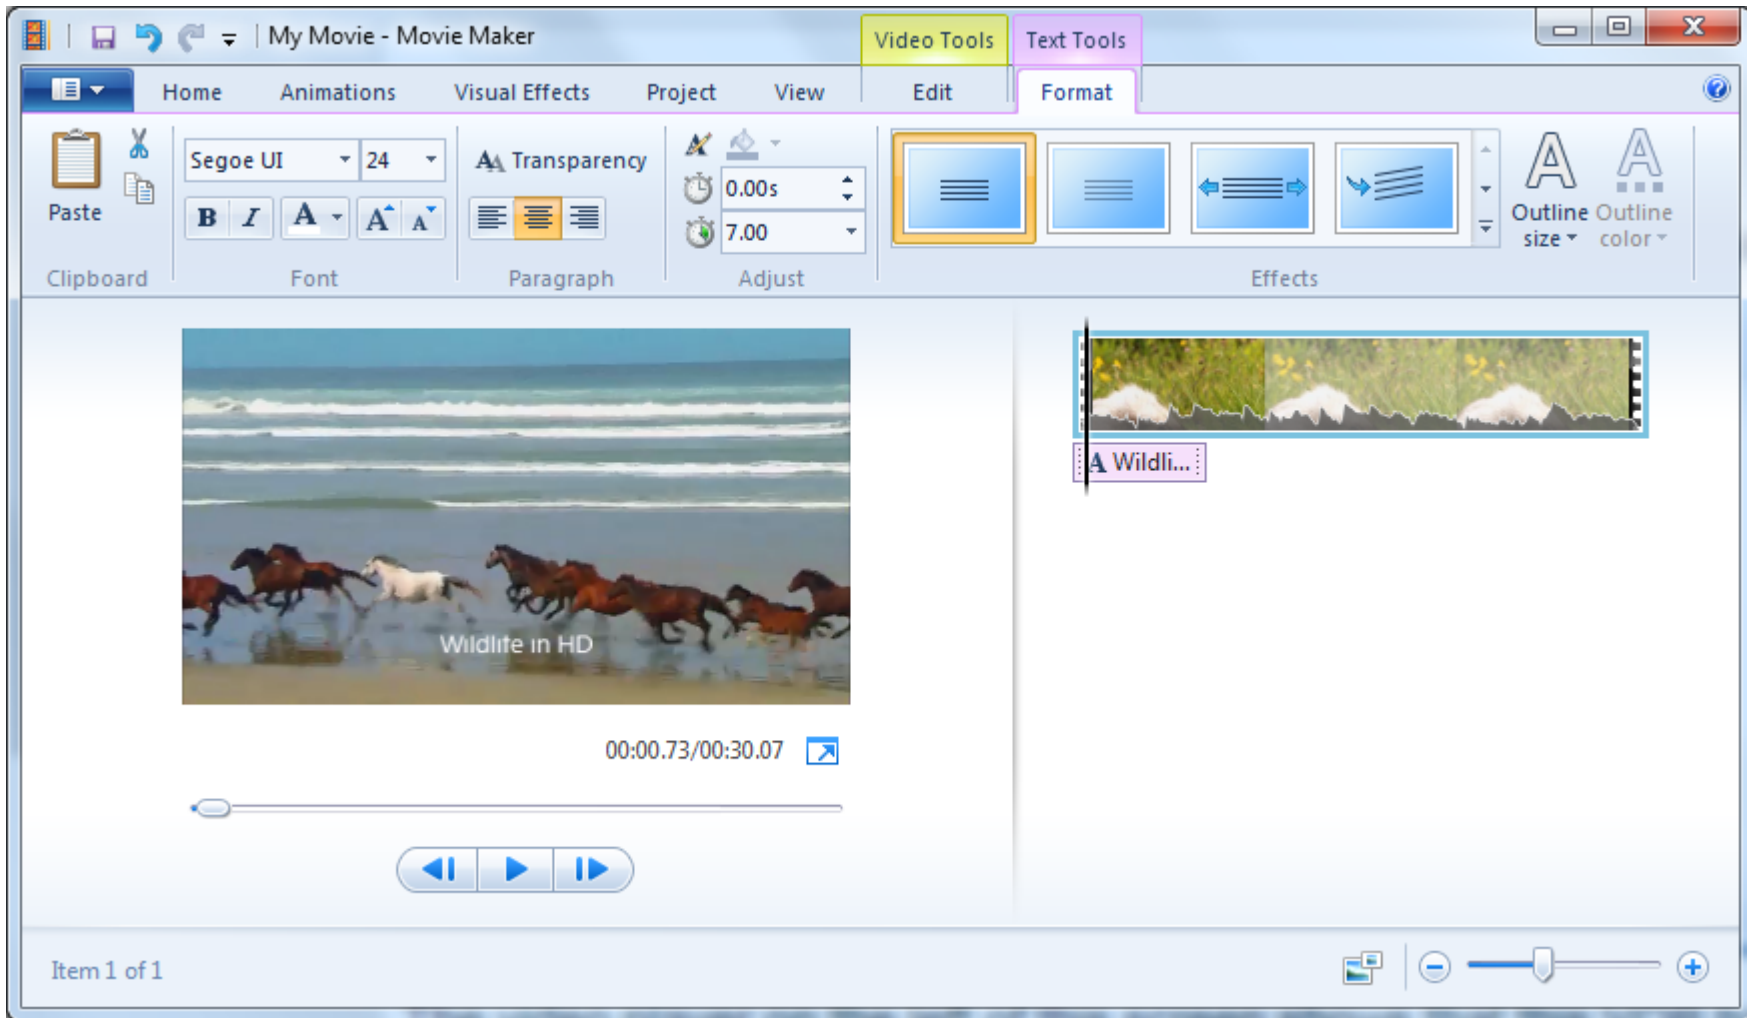 My Movie - Movie Maker
Video Tools
Text Tools
Home
Animations
Visual Effects
Project
View
Edit
Format
Paste
Clipboard
Segoe UI
24
B I A A A
Font
AA Transparency
Paragraph
0.00s
7.00
Adjust
Effects
Outline
size
Outline
color
Wildlife in HD
00:00.73/00:30.07
A Wildli...
Item 1 of 1